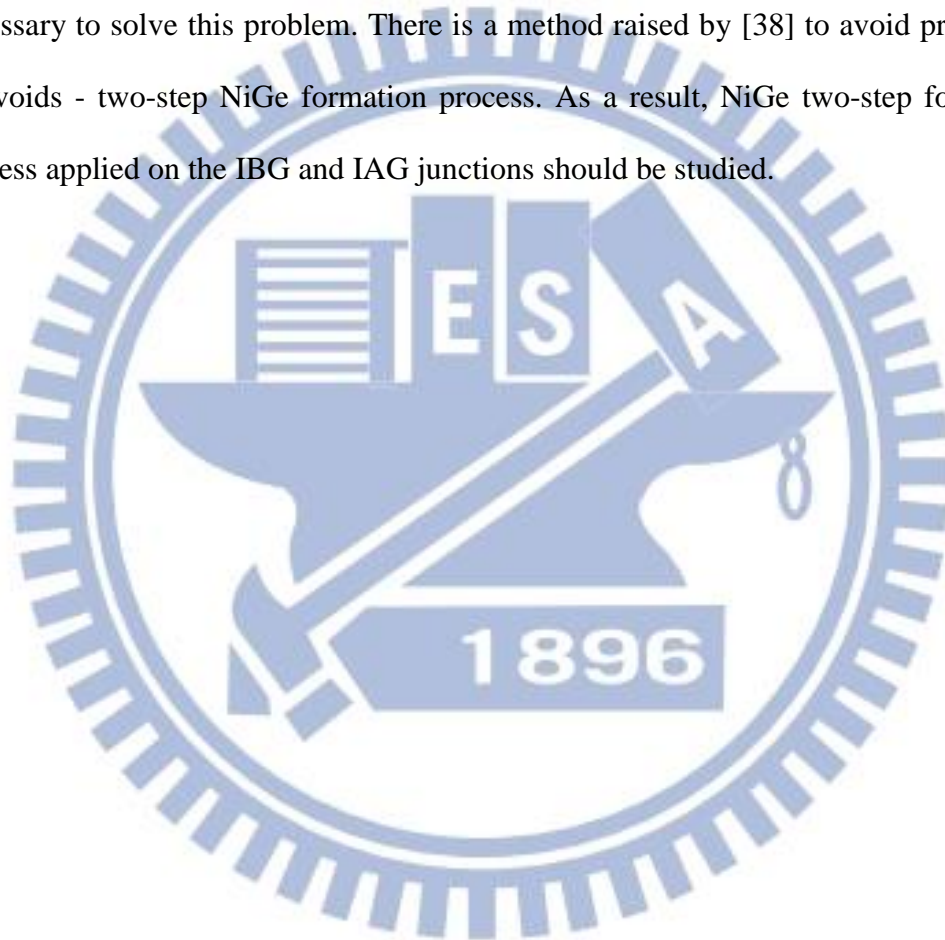 ssary to solve this problem. There is a method raised by [38] to avoid pr
voids - two-step NiGe formation process. As a result, NiGe two-step fo
ess applied on the IBG and IAG junctions should be studied.
E S A
8
1896